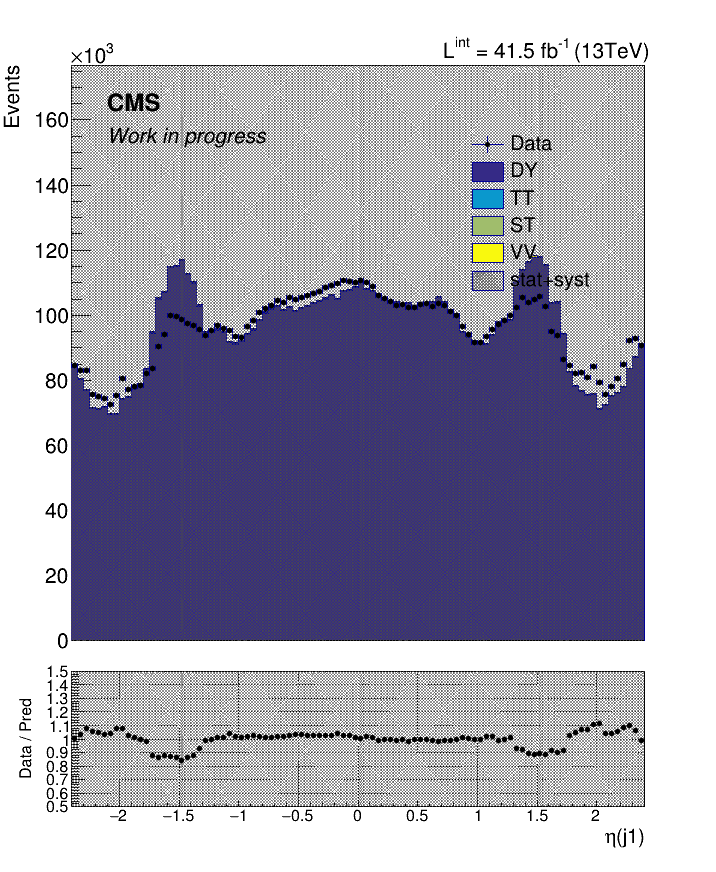 ×10³
L^int = 41.5 fb⁻¹ (13TeV)
Events
CMS
Work in progress
Data
DY
TT
ST
VV
stat+syst
160
140
120
100
80
60
40
20
0
Data / Pred
1.5
1.4
1.3
1.2
1.1
1
0.9
0.8
0.7
0.6
0.5
−2 −1.5 −1 −0.5 0 0.5 1 1.5 2
η(j1)